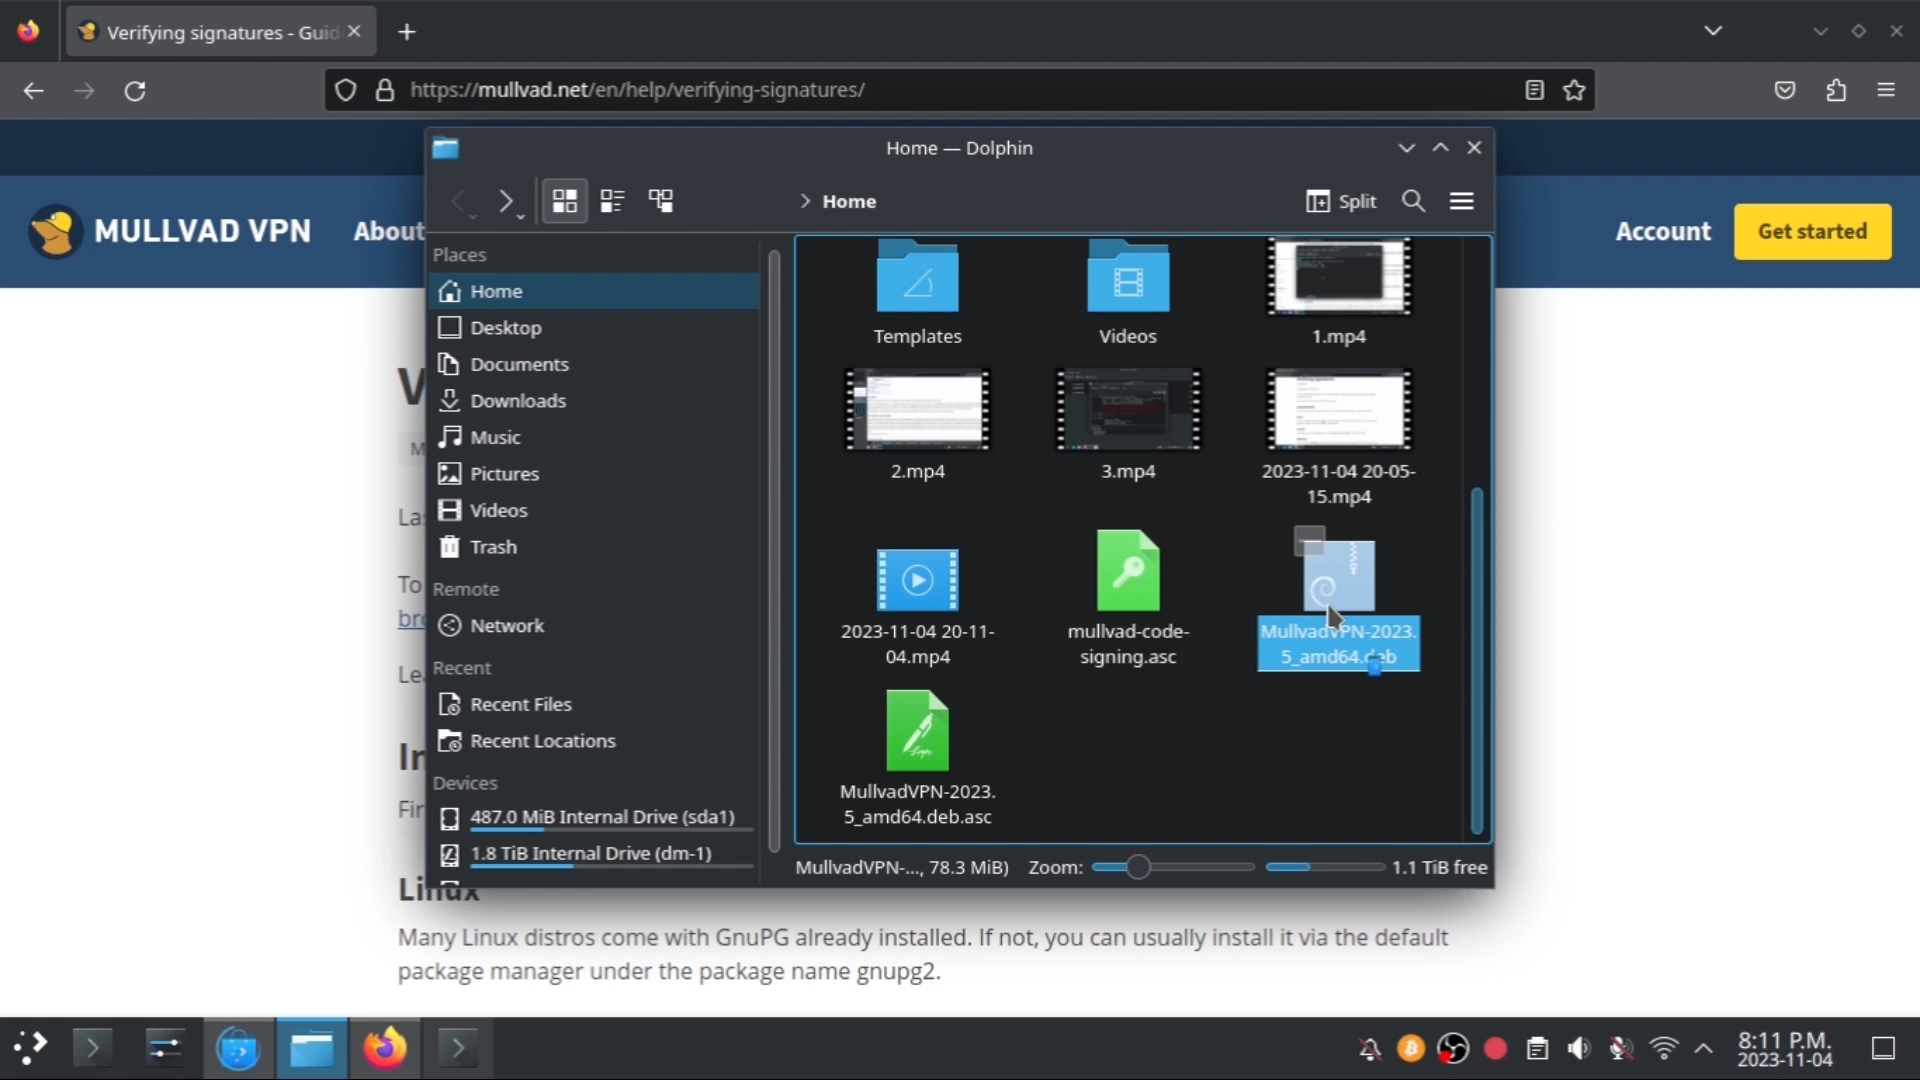 Verifying signatures - Guid
https://mullvad.net/en/help/verifying-signatures/
Home — Dolphin
MULLVAD VPN
About
Account
Get started
Home
Split
Places
Home
Desktop
Documents
Downloads
Music
Pictures
Videos
Trash
Remote
Network
Recent
Recent Files
Recent Locations
Devices
487.0 MiB Internal Drive (sda1)
1.8 TiB Internal Drive (dm-1)
Templates
Videos
1.mp4
2.mp4
3.mp4
2023-11-04 20-05-
15.mp4
2023-11-04 20-11-
04.mp4
mullvad-code-
signing.asc
MullvadVPN-2023.
5_amd64.deb
MullvadVPN-2023.
5_amd64.deb.asc
MullvadVPN-..., 78.3 MiB)
Zoom:
1.1 TiB free
V
M
La
To
bro
Lea
In
Fir
Linux
Many Linux distros come with GnuPG already installed. If not, you can usually install it via the default
package manager under the package name gnupg2.
8:11 P.M.
2023-11-04